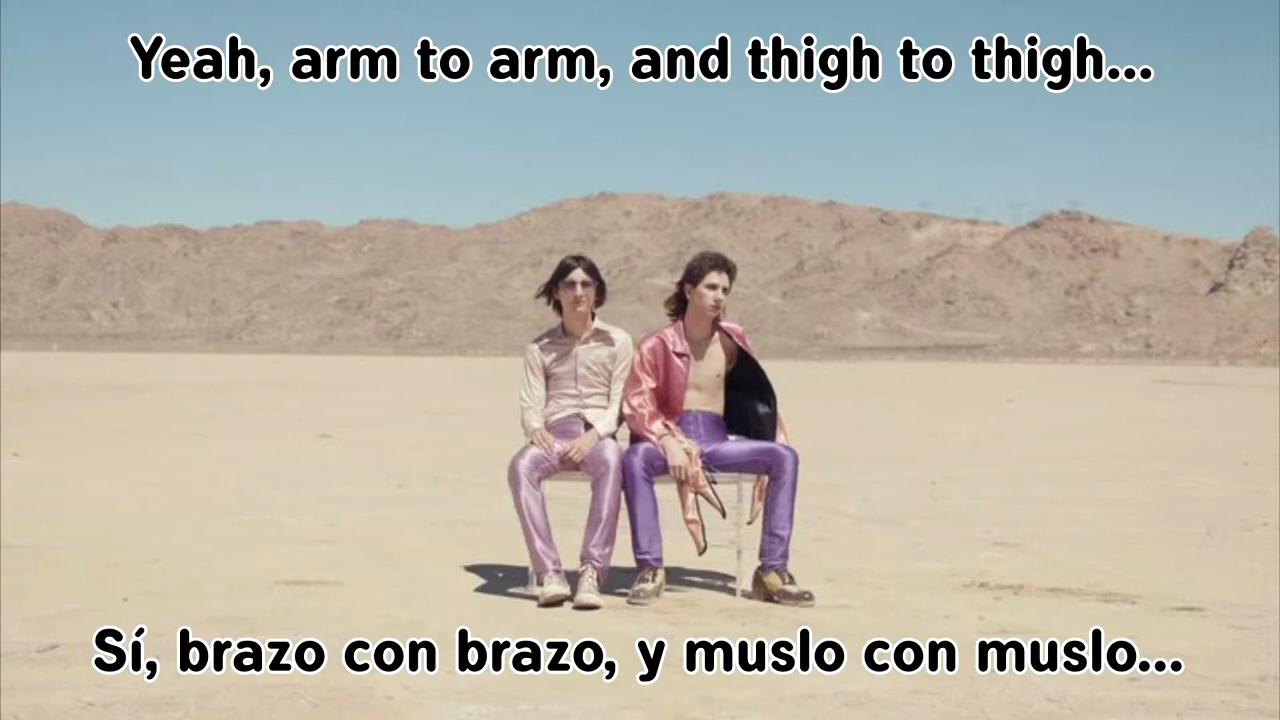 Yeah, arm to arm, and thigh to thigh...
Sí, brazo con brazo, y muslo con muslo...